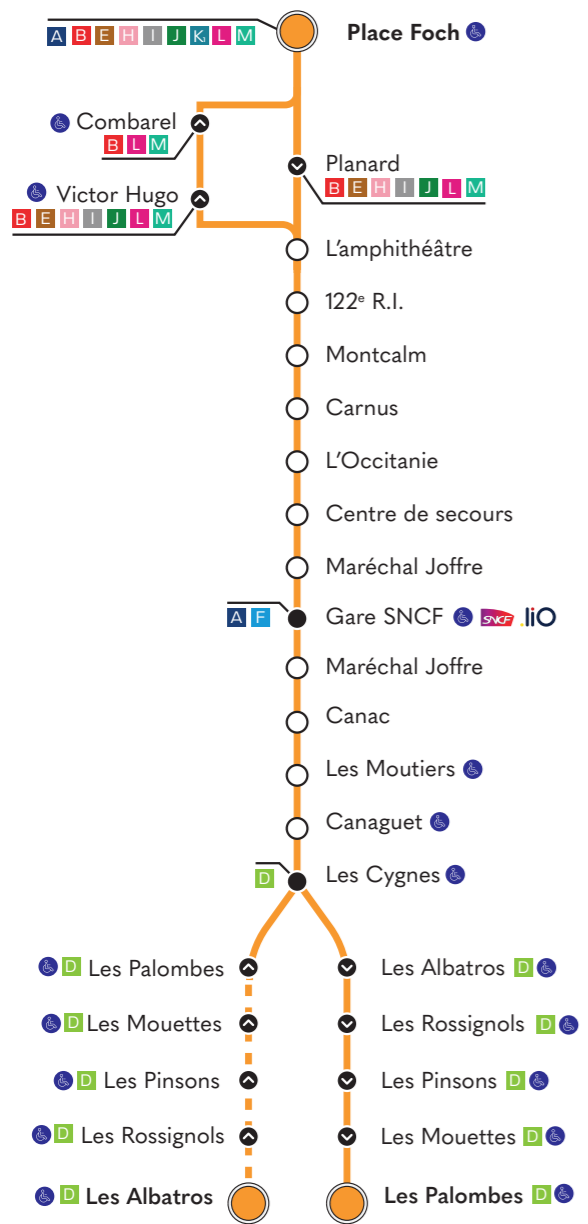 Place Foch
A B E H I J K L M
Combarel
B L M
Planard
B E H I J L M
Victor Hugo
B E H I J L M
L'amphithéâtre
122e R.I.
Montcalm
Carnus
L'Occitanie
Centre de secours
Maréchal Joffre
A F Gare SNCF SNCF liO
Maréchal Joffre
Canac
Les Moutiers
Canaguet
D Les Cygnes
D Les Palombes
Les Albatros D
D Les Mouettes
Les Rossignols D
D Les Pinsons
Les Pinsons D
D Les Rossignols
Les Mouettes D
D Les Albatros
Les Palombes D